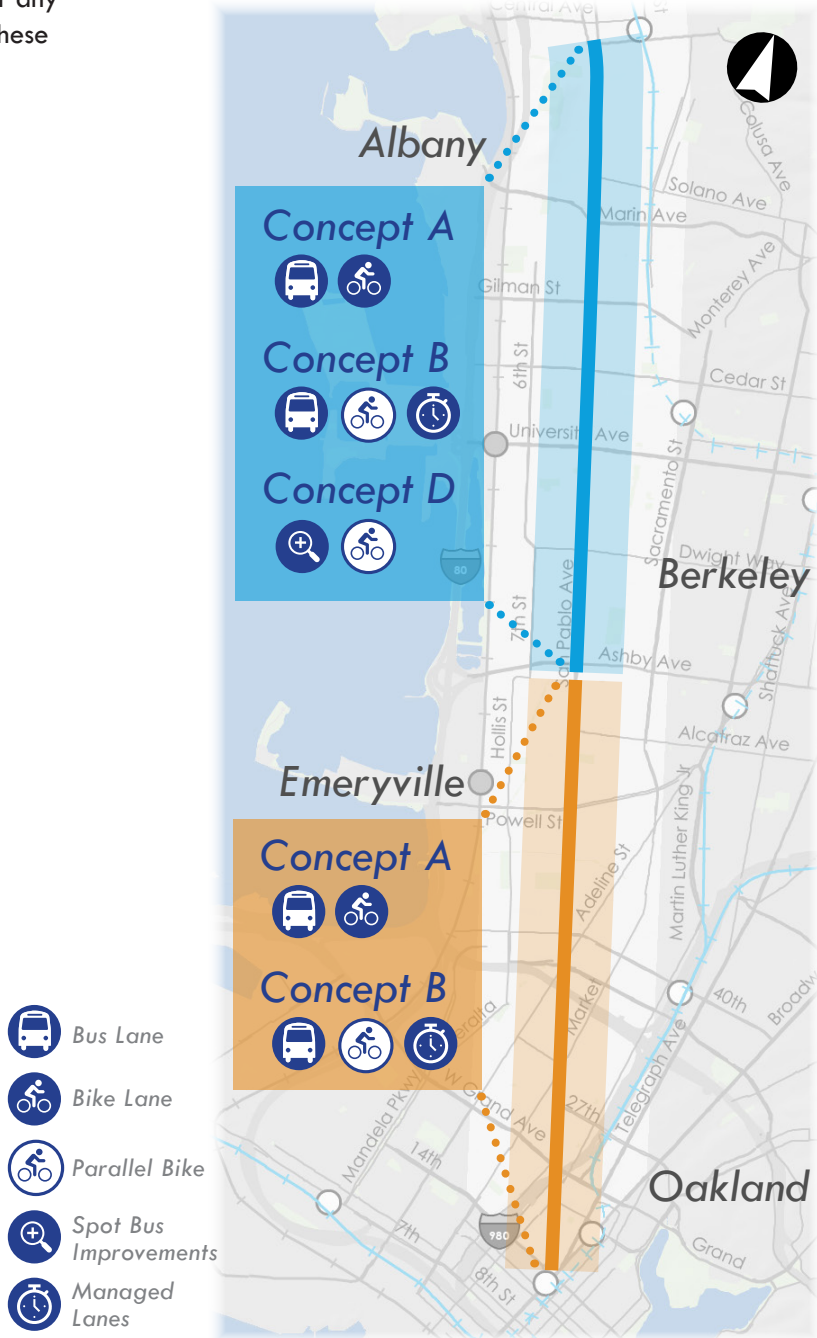 any
hese
Central Ave
Albany
Colusa Ave
Solano Ave
Marin Ave
Concept A
Gilman St
Monterey Ave
6th St
Concept B
Cedar St
University Ave
Sacramento St
Concept D
80
Dwight Way
Berkeley
7th St
San Pablo Ave
Ashby Ave
Shattuck Ave
Hollis St
Alcatraz Ave
Emeryville
Powell St
Martin Luther King Jr
Concept A
Adeline St
Concept B
40th
Broadw
Market
Bus Lane
Mandela Pkwy
eralta
W Grand Ave
27th
Telegraph Ave
Bike Lane
14th
Parallel Bike
Oakland
7th
980
Spot Bus
Improvements
Grand
8th St
Managed
Lanes